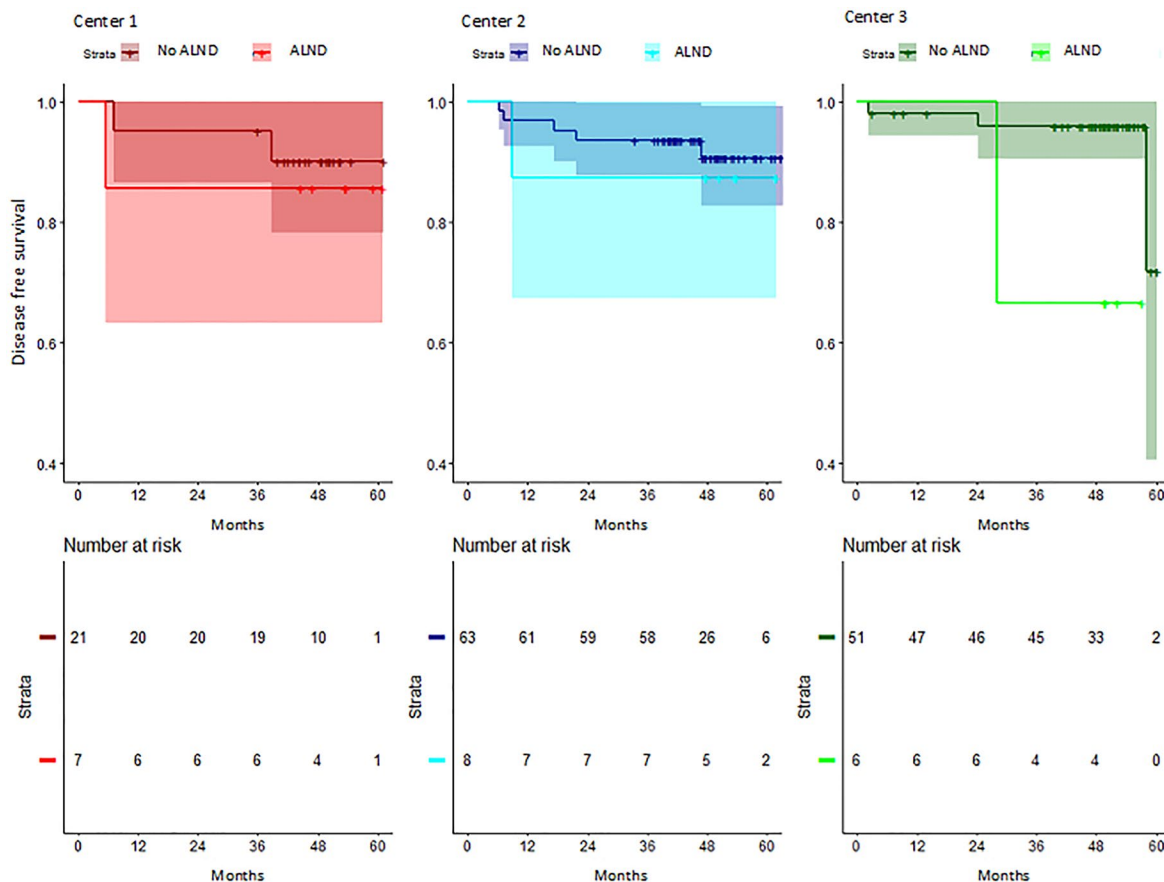 Center 1
Strata No ALND ALND
Center 2
Strata No ALND ALND
Center 3
Strata No ALND ALND
Disease free survival
1.0
0.8
0.6
0.4
0 12 24 36 48 60
Months
1.0
0.8
0.6
0.4
0 12 24 36 48 60
Months
1.0
0.8
0.6
0.4
0 12 24 36 48 60
Months
Number at risk
Strata
21 20 20 19 10 1
7 6 6 6 4 1
0 12 24 36 48 60
Months
Number at risk
Strata
63 61 59 58 26 6
8 7 7 7 5 2
0 12 24 36 48 60
Months
Number at risk
Strata
51 47 46 45 33 2
6 6 6 4 4 0
0 12 24 36 48 60
Months